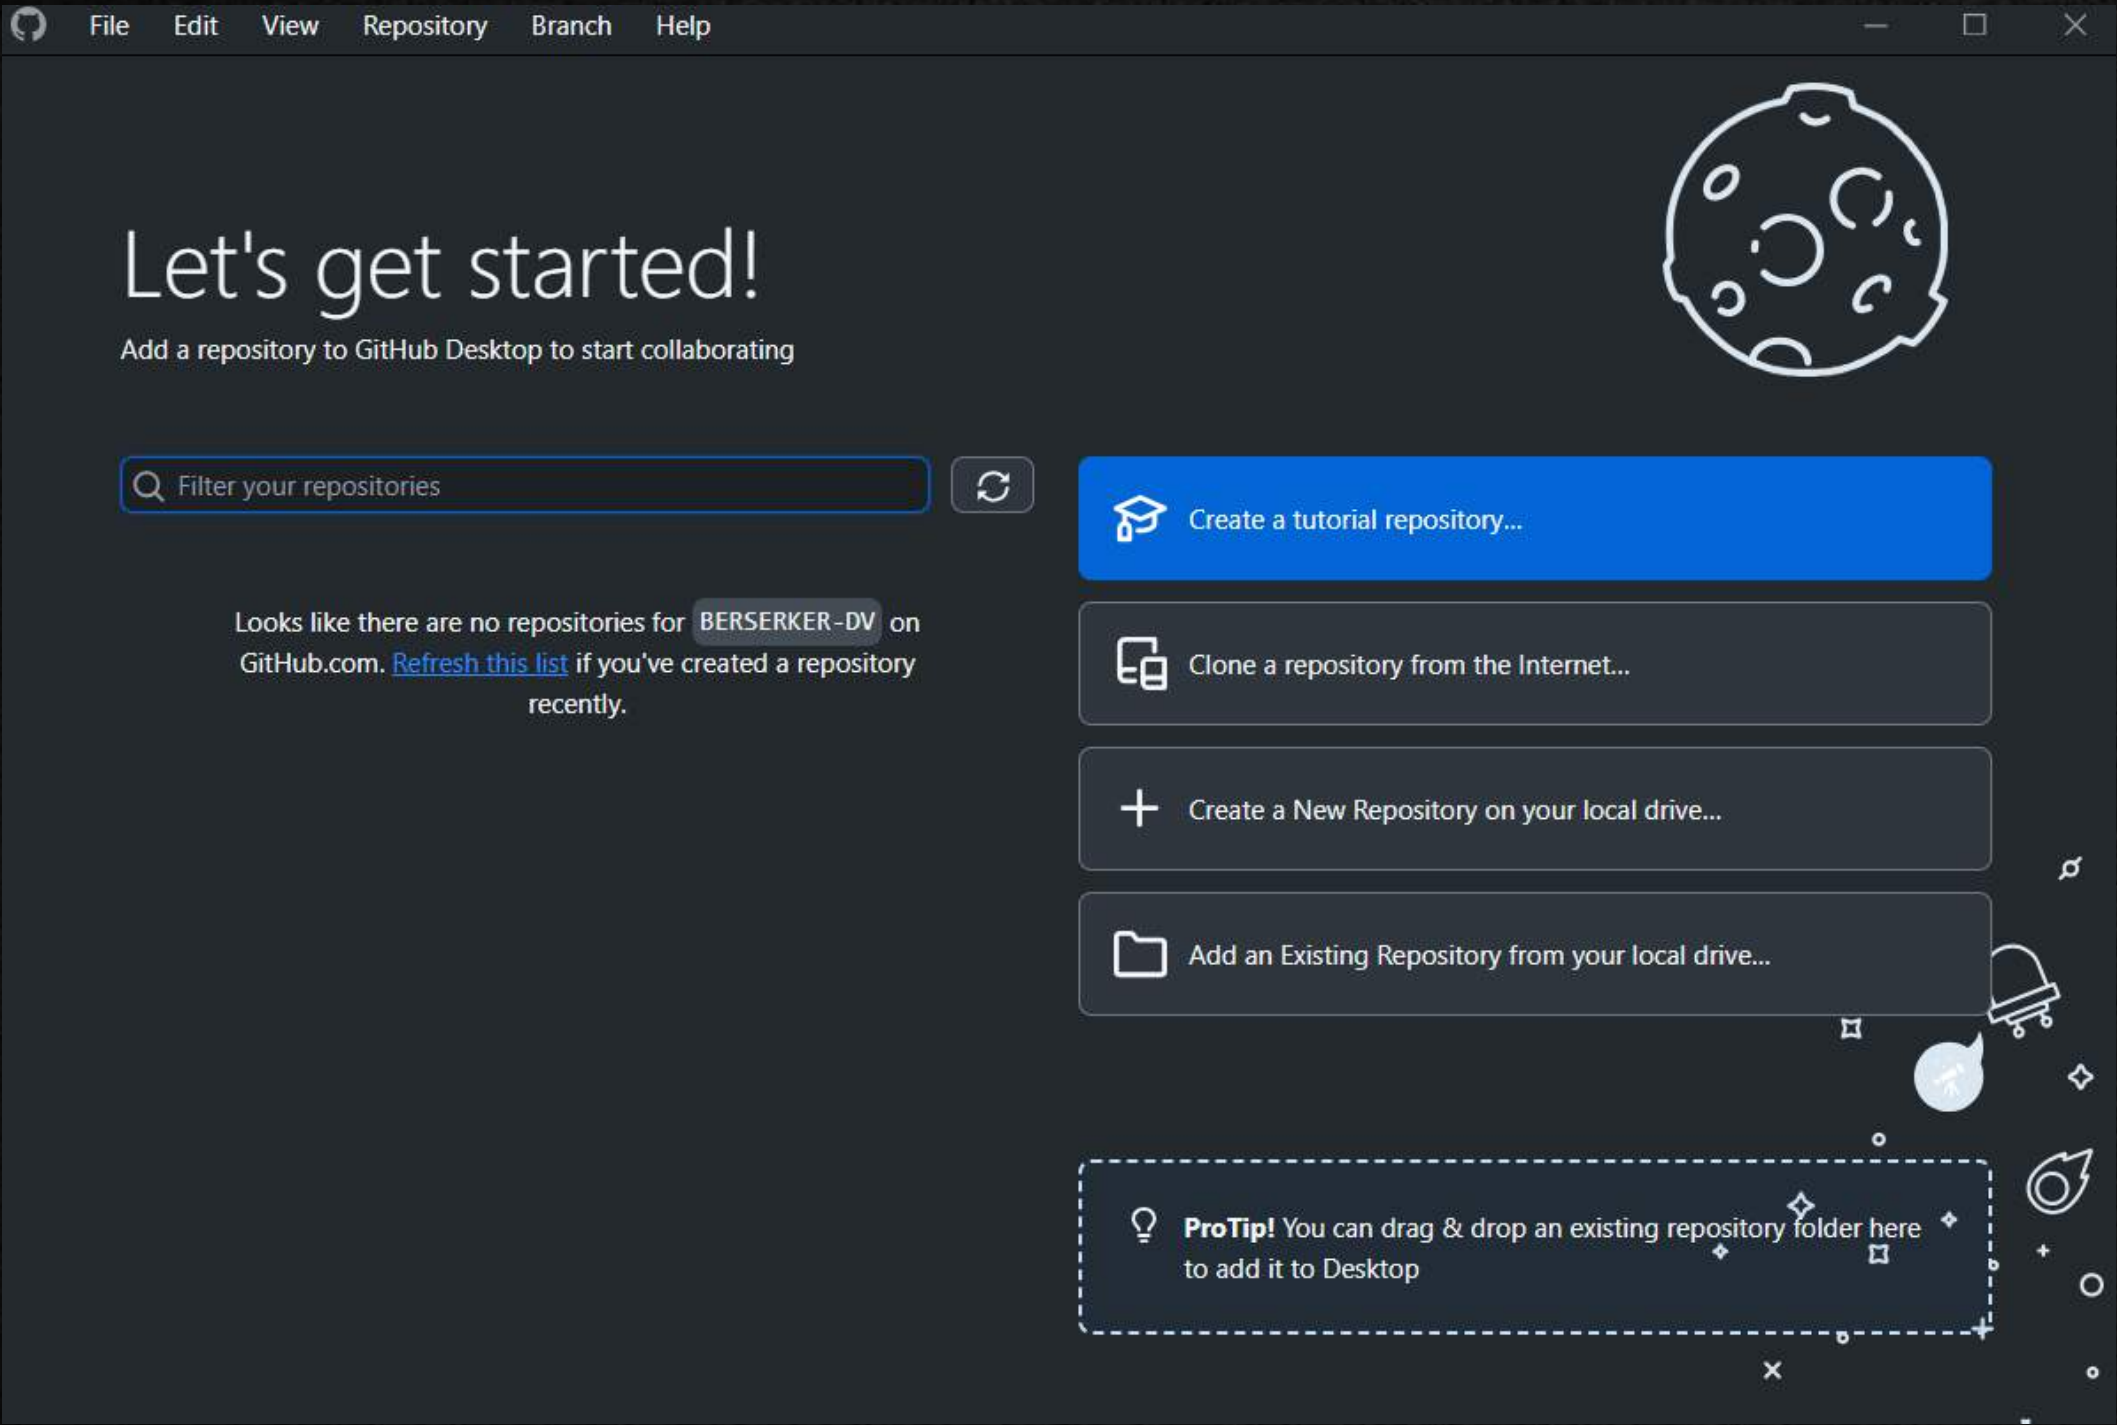 File Edit View Repository Branch Help
Let's get started!
Add a repository to GitHub Desktop to start collaborating
Filter your repositories
Looks like there are no repositories for BERSERKER-DV on
GitHub.com. Refresh this list if you've created a repository
recently.
Create a tutorial repository...
Clone a repository from the Internet...
Create a New Repository on your local drive...
Add an Existing Repository from your local drive...
ProTip! You can drag & drop an existing repository folder here
to add it to Desktop